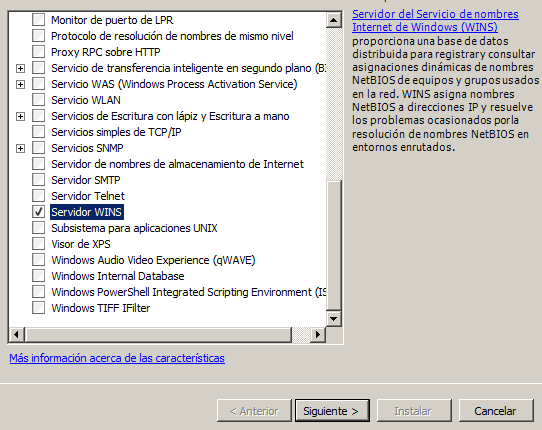 Monitor de puerto de LPR
Protocolo de resolución de nombres de mismo nivel
Proxy RPC sobre HTTP
Servicio de transferencia inteligente en segundo plano (BI
Servicio WAS (Windows Process Activation Service)
Servicio WLAN
Servicios de Escritura con lápiz y Escritura a mano
Servicios simples de TCP/IP
Servicios SNMP
Servidor de nombres de almacenamiento de Internet
Servidor SMTP
Servidor Telnet
Servidor WINS
Subsistema para aplicaciones UNIX
Visor de XPS
Windows Audio Video Experience (qWAVE)
Windows Internal Database
Windows PowerShell Integrated Scripting Environment (IS
Windows TIFF IFilter
Más información acerca de las características
Servidor del Servicio de nombres
Internet de Windows (WINS)
proporciona una base de datos
distribuida para registrary consultar
asignaciones dinámicas de nombres
NetBIOS de equipos y grupos usados
en la red. WINS asigna nombres
NetBIOS a direcciones IP y resuelve
los problemas ocasionados porla
resolución de nombres NetBIOS en
entornos enrutados.
< Anterior
Siguiente >
Instalar
Cancelar